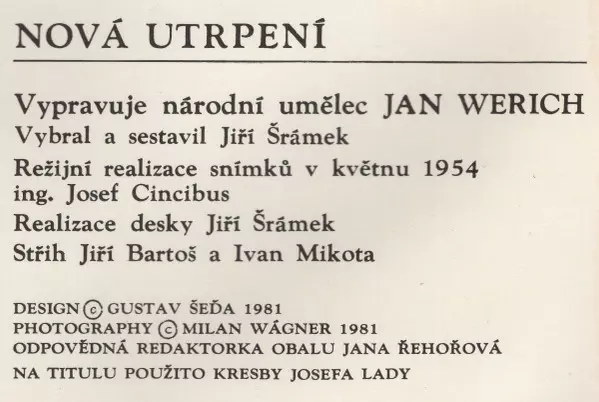 NOVÁ UTRPENÍ
Vypravuje národní umělec JAN WERICH
Vybral a sestavil Jiří Šrámek
Režijní realizace snímků v květnu 1954
ing. Josef Cincibus
Realizace desky Jiří Šrámek
Střih Jiří Bartoš a Ivan Mikota
DESIGN © GUSTAV ŠEĎA 1981
PHOTOGRAPHY © MILAN WÁGNER 1981
ODPOVĚDNÁ REDAKTORKA OBALU JANA ŘEHOŘOVÁ
NA TITULU POUŽITO KRESBY JOSEFA LADY